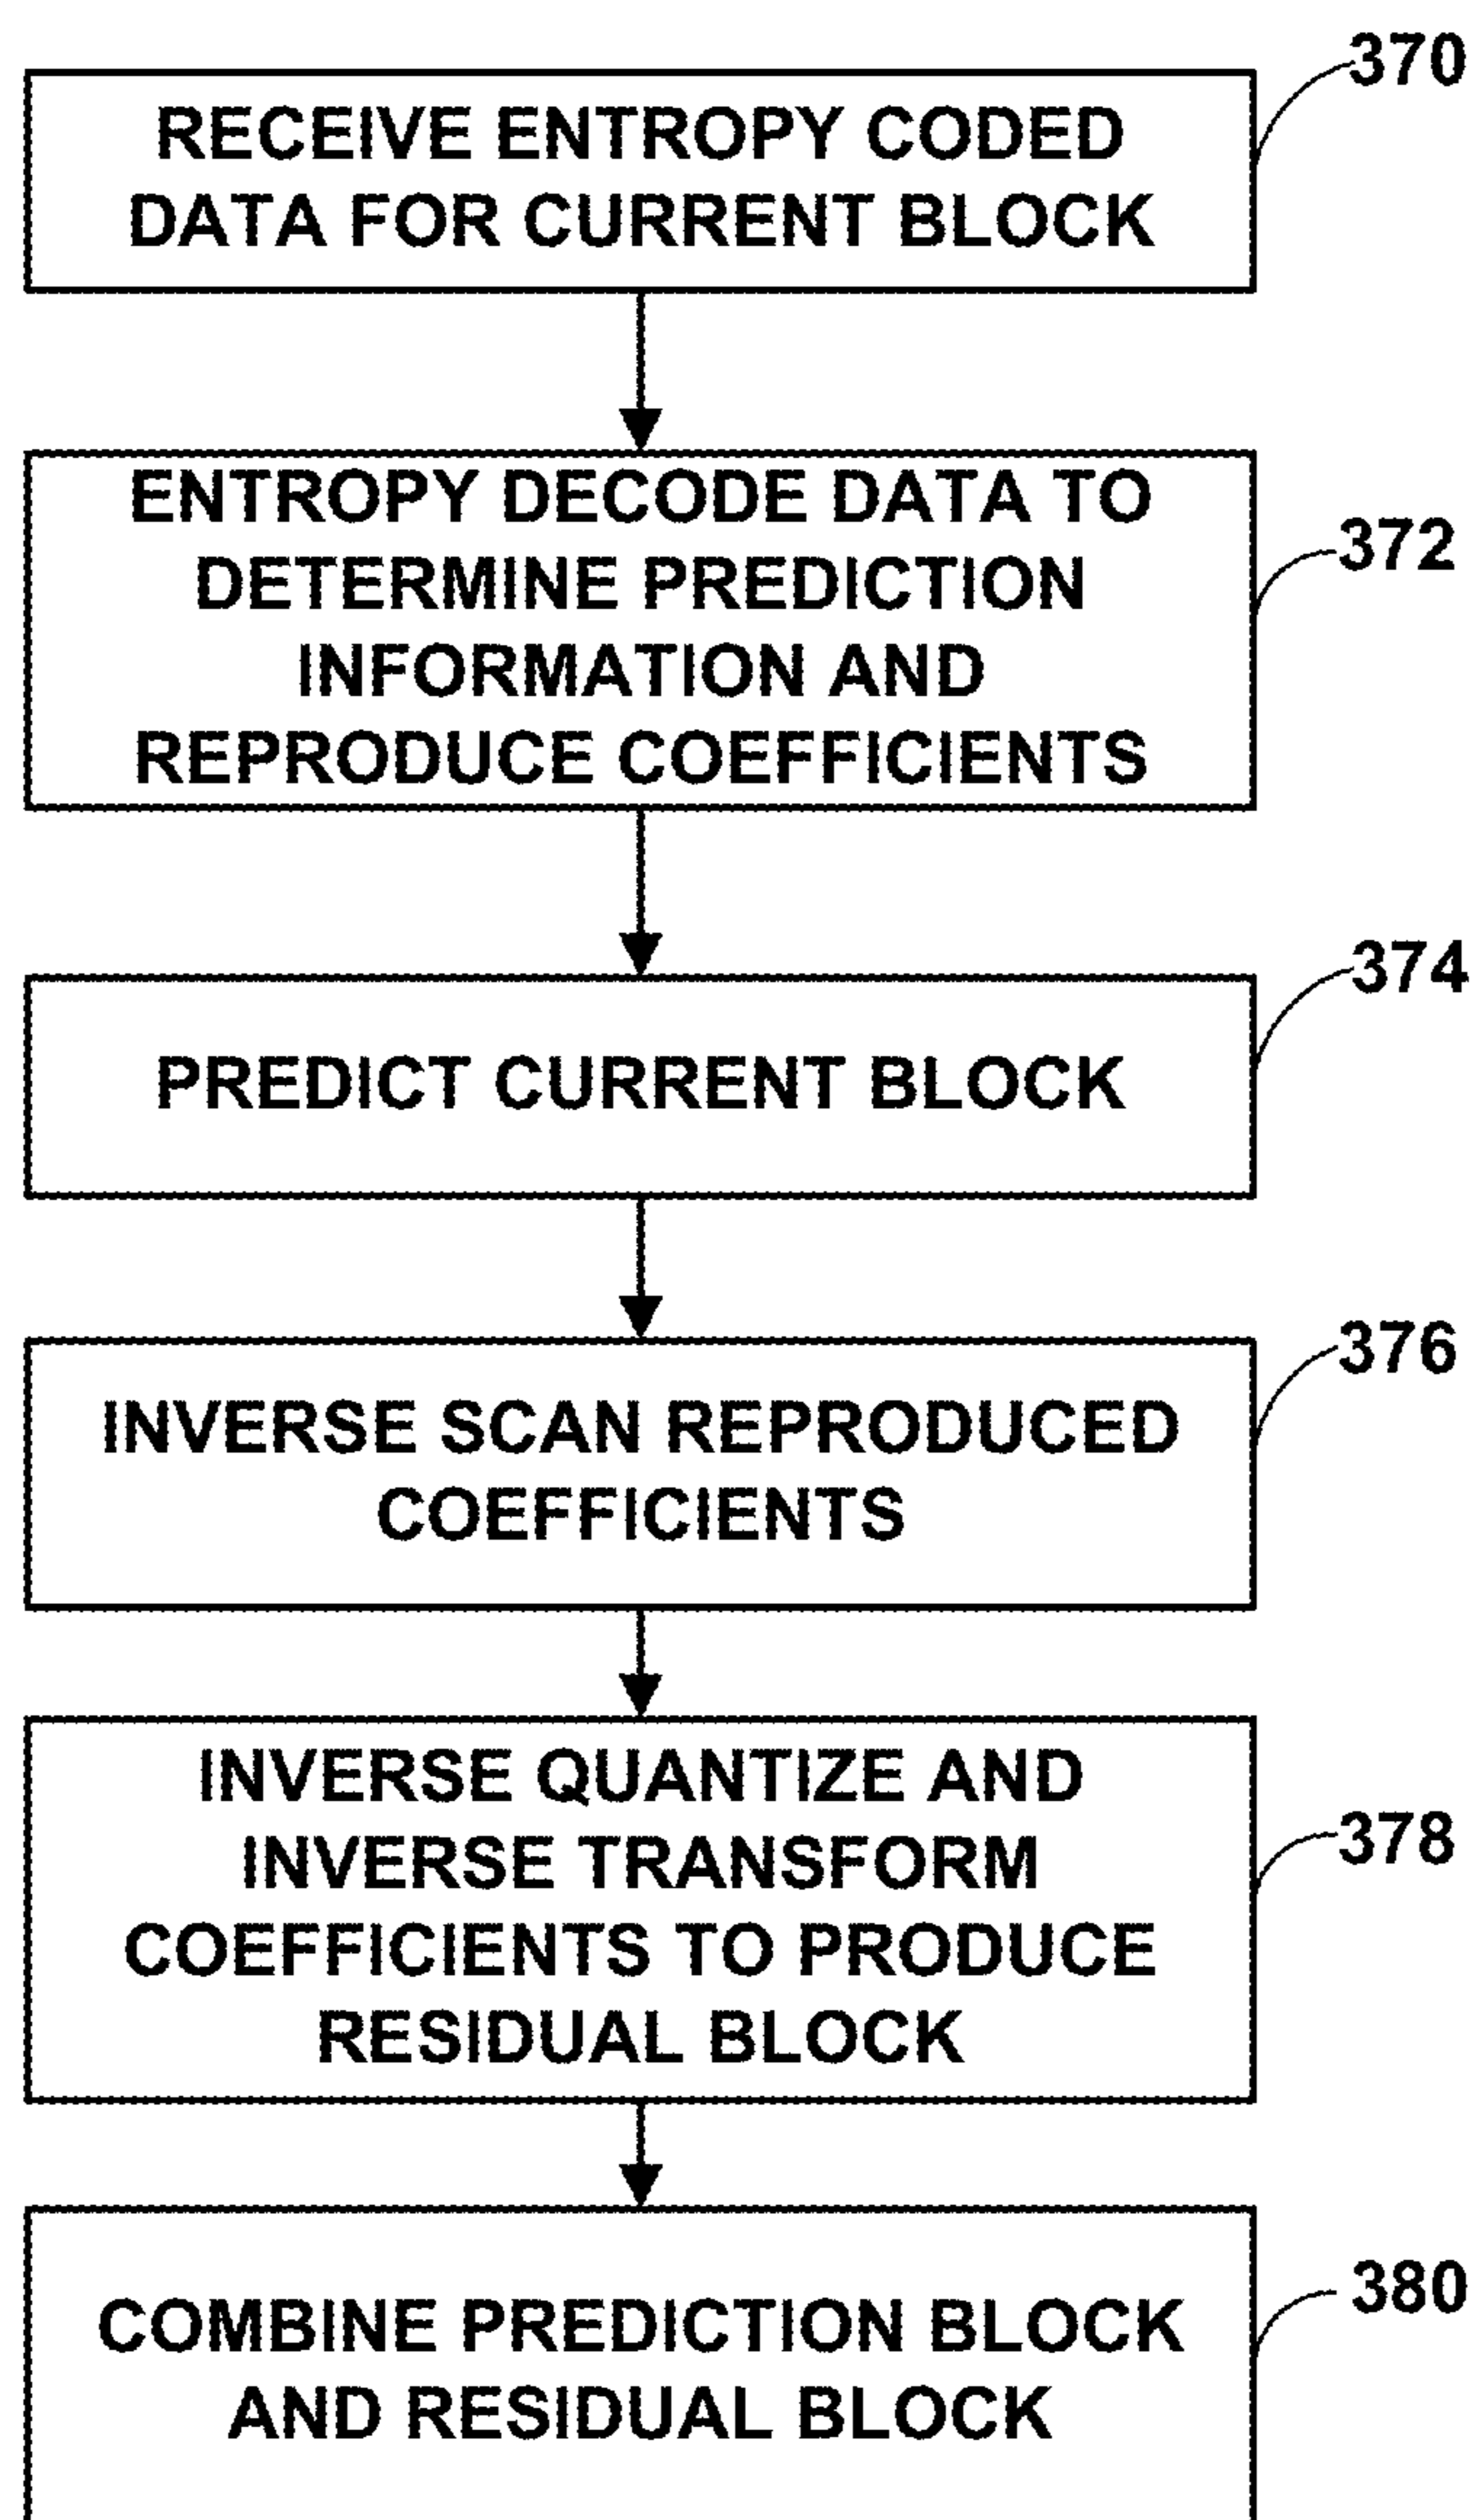 370
RECEIVE ENTROPY CODED
DATA FOR CURRENT BLOCK
ENTROPY DECODE DATA TO
DETERMINE PREDICTION
INFORMATION AND
REPRODUCE COEFFICIENTS
372
374
PREDICT CURRENT BLOCK
376
INVERSE SCAN REPRODUCED
COEFFICIENTS
INVERSE QUANTIZE AND
INVERSE TRANSFORM
COEFFICIENTS TO PRODUCE
RESIDUAL BLOCK
378
380
COMBINE PREDICTION BLOCK
AND RESIDUAL BLOCK